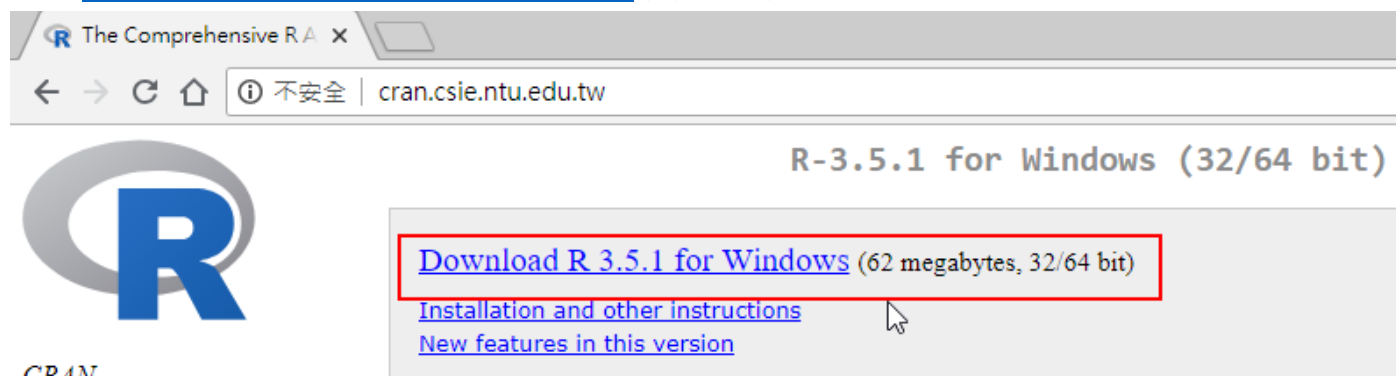 The Comprehensive R A
不安全 | cran.csie.ntu.edu.tw
R-3.5.1 for Windows (32/64 bit)
R
Download R 3.5.1 for Windows (62 megabytes, 32/64 bit)
Installation and other instructions
New features in this version
CRAN